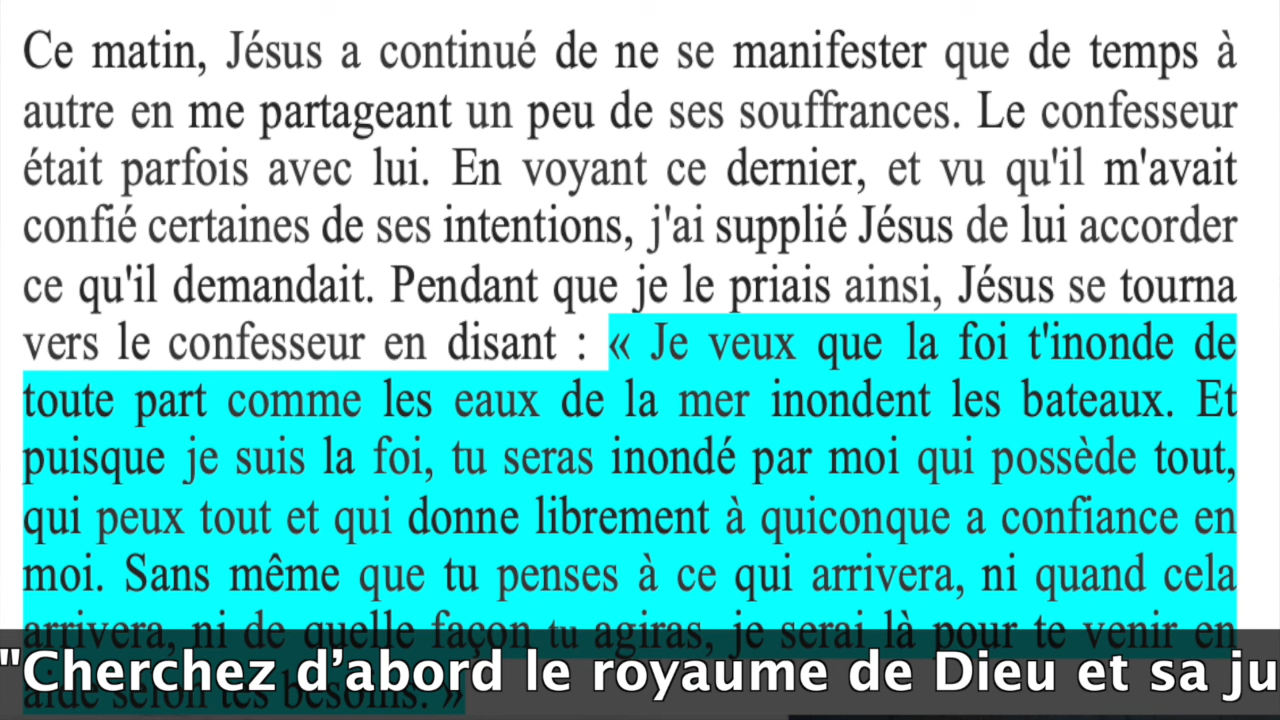 Ce matin, Jésus a continué de ne se manifester que de temps à
autre en me partageant un peu de ses souffrances. Le confesseur
était parfois avec lui. En voyant ce dernier, et vu qu'il m'avait
confié certaines de ses intentions, j'ai supplié Jésus de lui accorder
ce qu'il demandait. Pendant que je le priais ainsi, Jésus se tourna
vers le confesseur en disant : « Je veux que la foi t'inonde de
toute part comme les eaux de la mer inondent les bateaux. Et
puisque je suis la foi, tu seras inondé par moi qui possède tout,
qui peux tout et qui donne librement à quiconque a confiance en
moi. Sans même que tu penses à ce qui arrivera, ni quand cela
arrivera, ni de quelle façon tu agiras, je serai là pour te venir en
aide selon tes besoins. »
"Cherchez d’abord le royaume de Dieu et sa ju